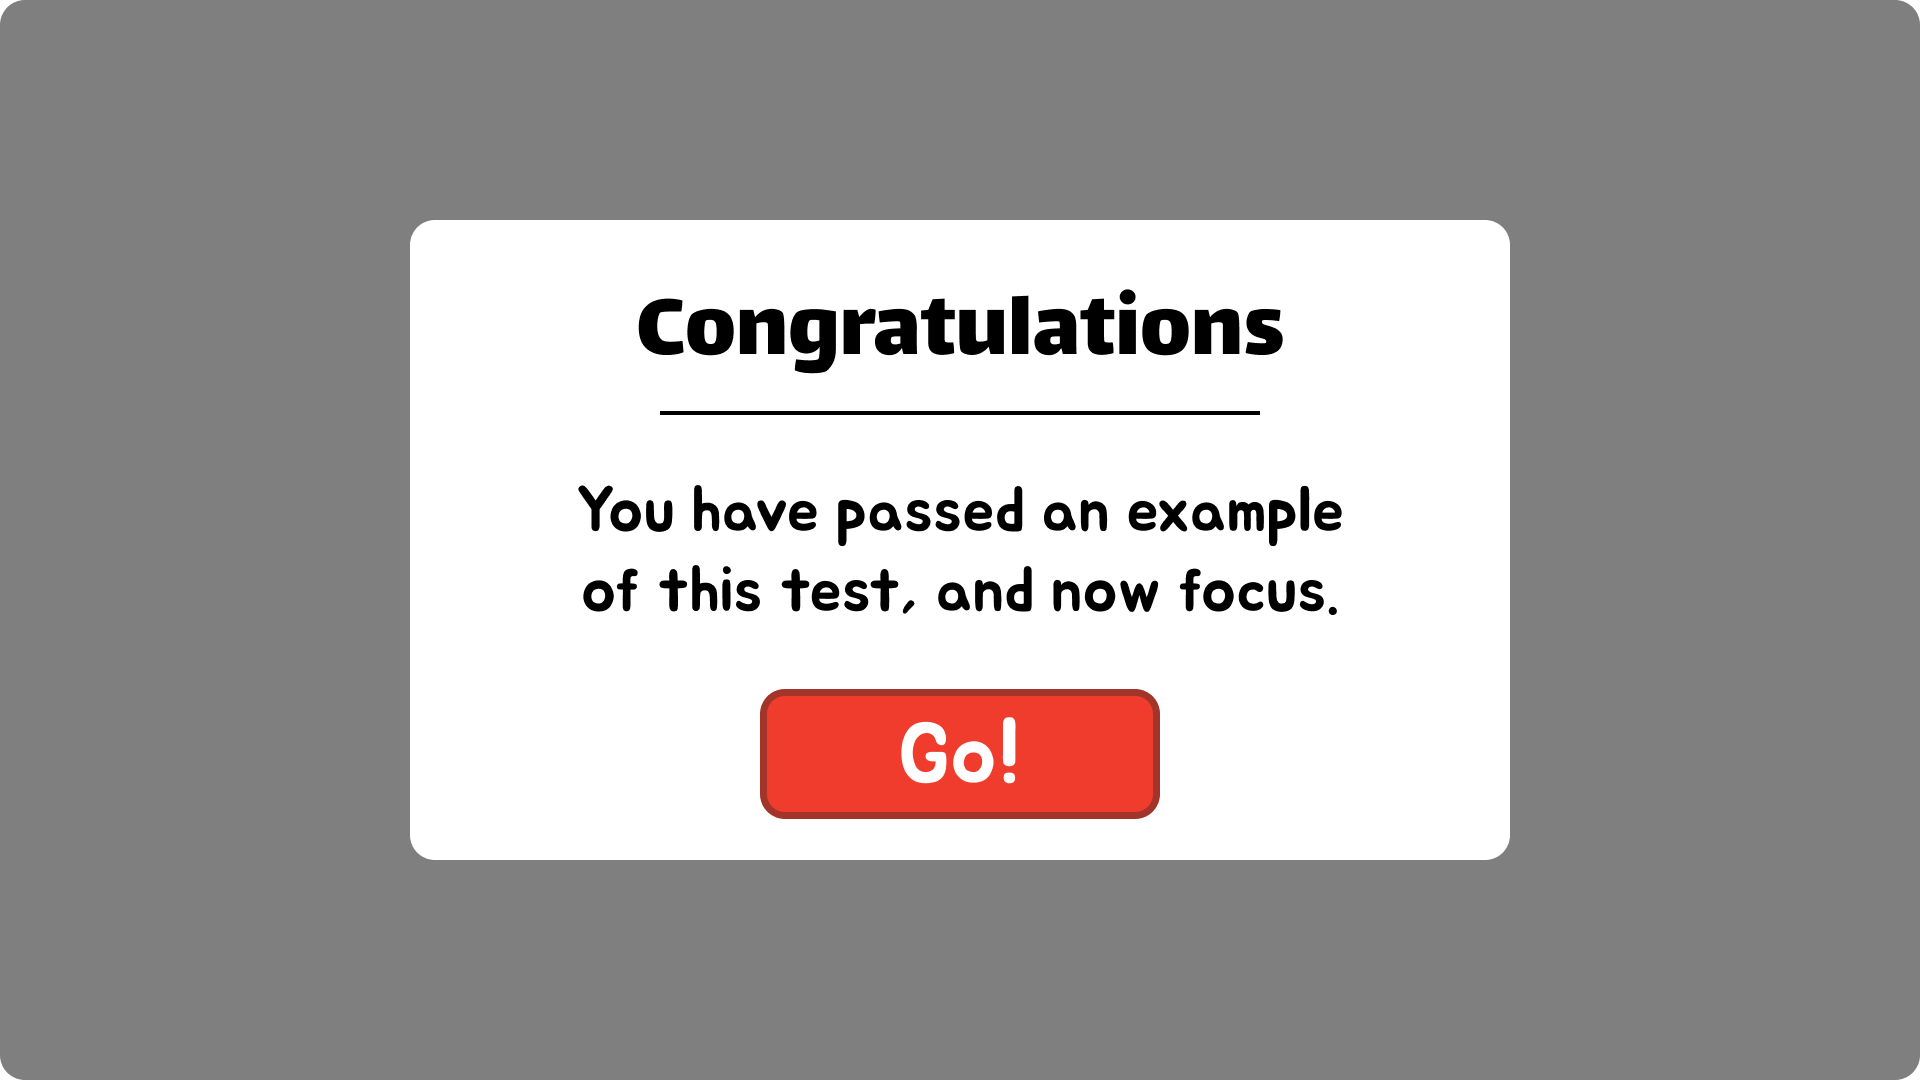 Congratulations
You have passed an example
of this test, and now focus.
Go!